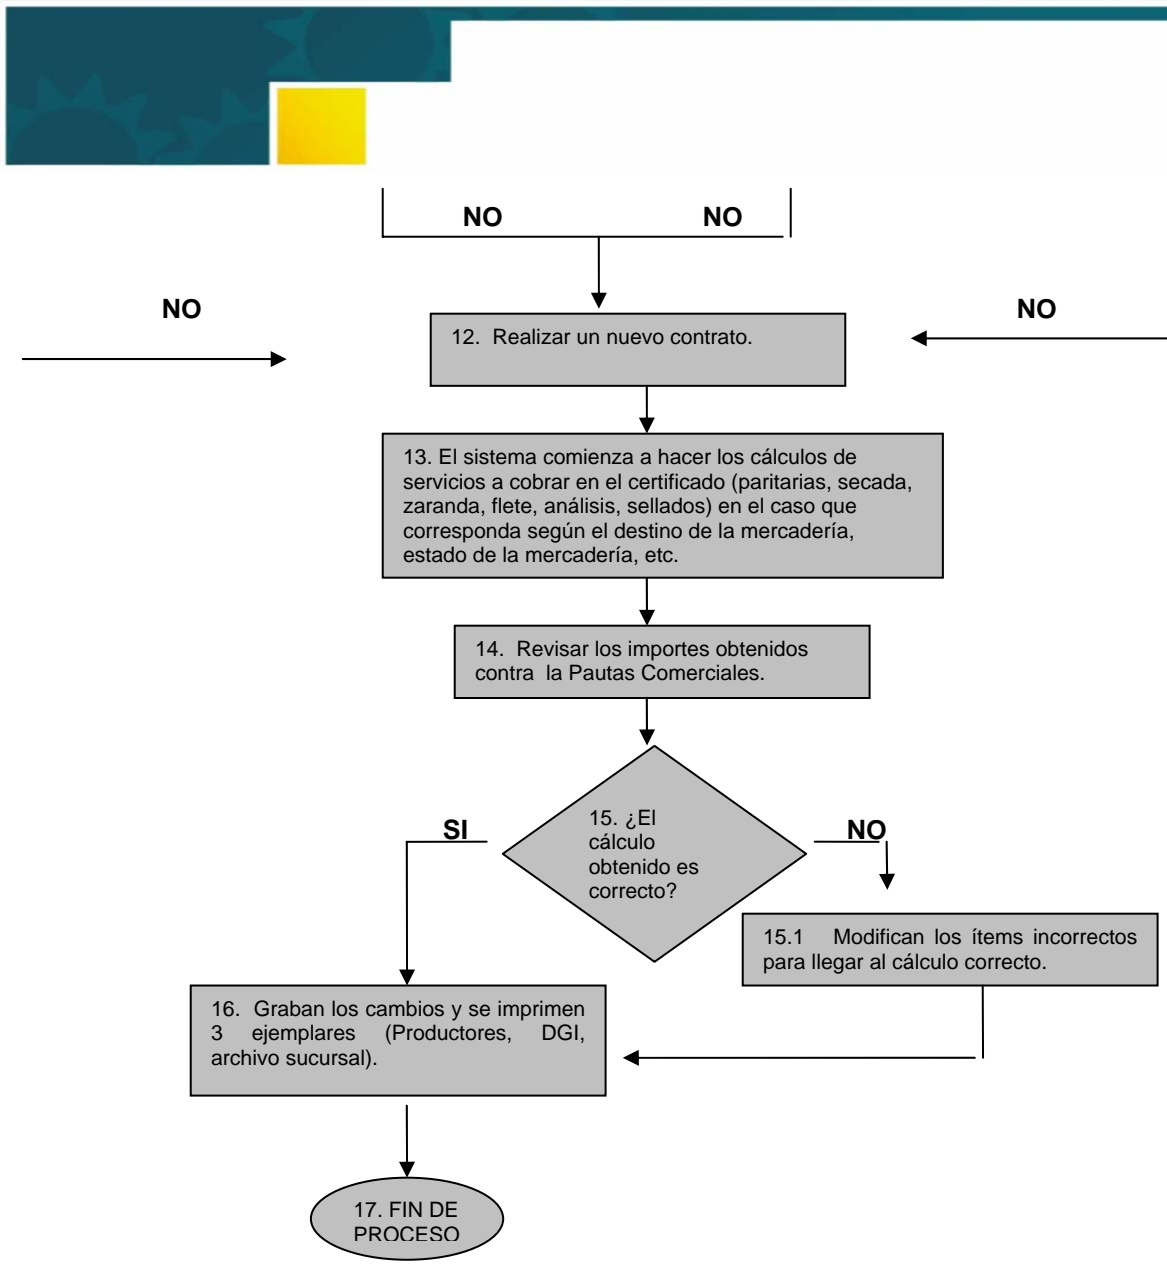 NO NO
NO NO
12. Realizar un nuevo contrato.
13. El sistema comienza a hacer los cálculos de
servicios a cobrar en el certificado (paritarias, secada,
zaranda, flete, análisis, sellados) en el caso que
corresponda según el destino de la mercadería,
estado de la mercadería, etc.
14. Revisar los importes obtenidos
contra la Pautas Comerciales.
15. ¿El
cálculo
obtenido es
correcto?
SI NO
15.1 Modifican los ítems incorrectos
para llegar al cálculo correcto.
16. Graban los cambios y se imprimen
3 ejemplares (Productores, DGI,
archivo sucursal).
17. FIN DE
PROCESO